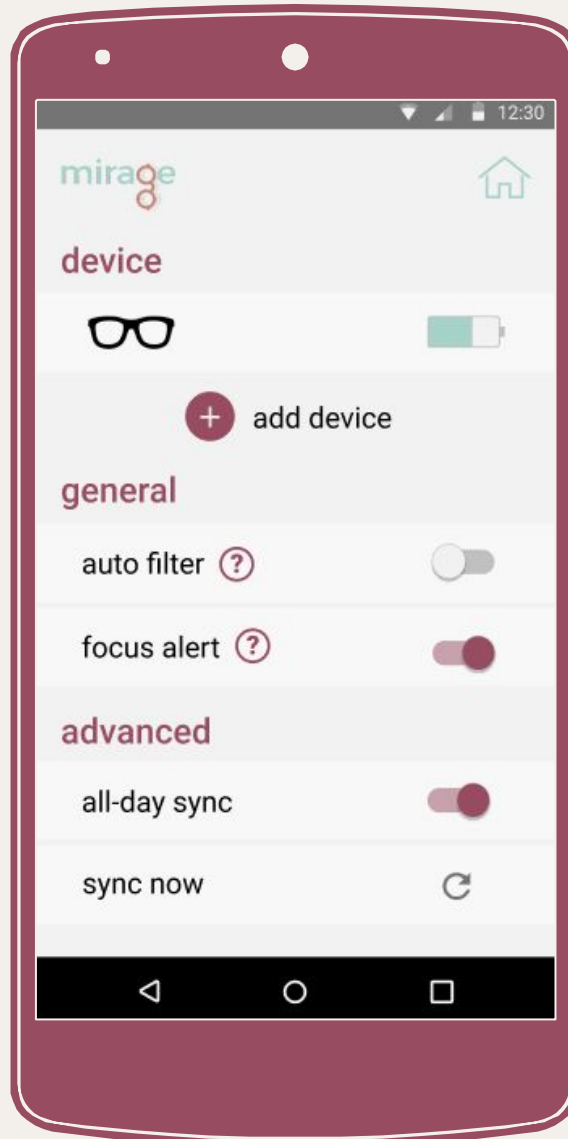 12:30
mirage
device
+ add device
general
auto filter ?
focus alert ?
advanced
all-day sync
sync now